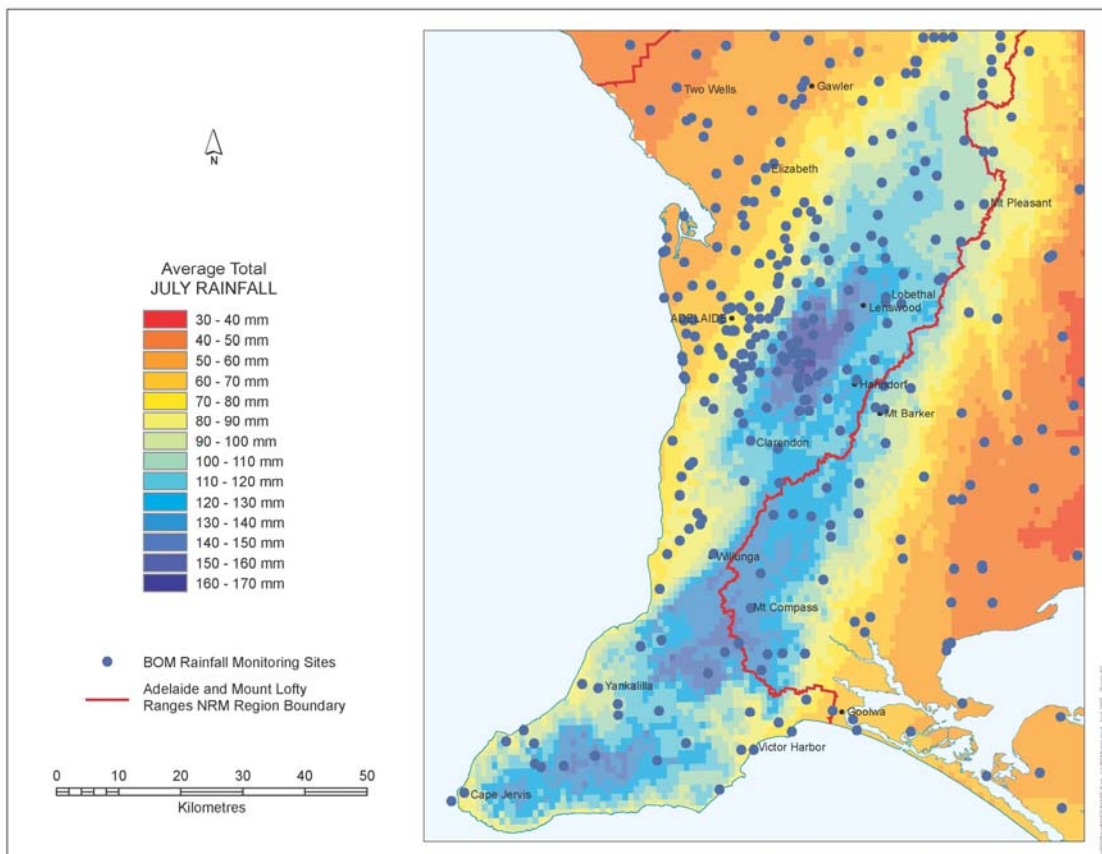 N
Average Total
JULY RAINFALL
30 - 40 mm
40 - 50 mm
50 - 60 mm
60 - 70 mm
70 - 80 mm
80 - 90 mm
90 - 100 mm
100 - 110 mm
110 - 120 mm
120 - 130 mm
130 - 140 mm
140 - 150 mm
150 - 160 mm
160 - 170 mm
BOM Rainfall Monitoring Sites
Adelaide and Mount Lofty
Ranges NRM Region Boundary
0 10 20 30 40 50
Kilometres
Two Wells
Gawler
Elizabeth
Mt Pleasant
Lobethal
Lenswood
ADELAIDE
Hahndorf
Mt Barker
Clarendon
Willunga
Mt Compass
Yankalilla
Goolwa
Victor Harbor
Cape Jervis